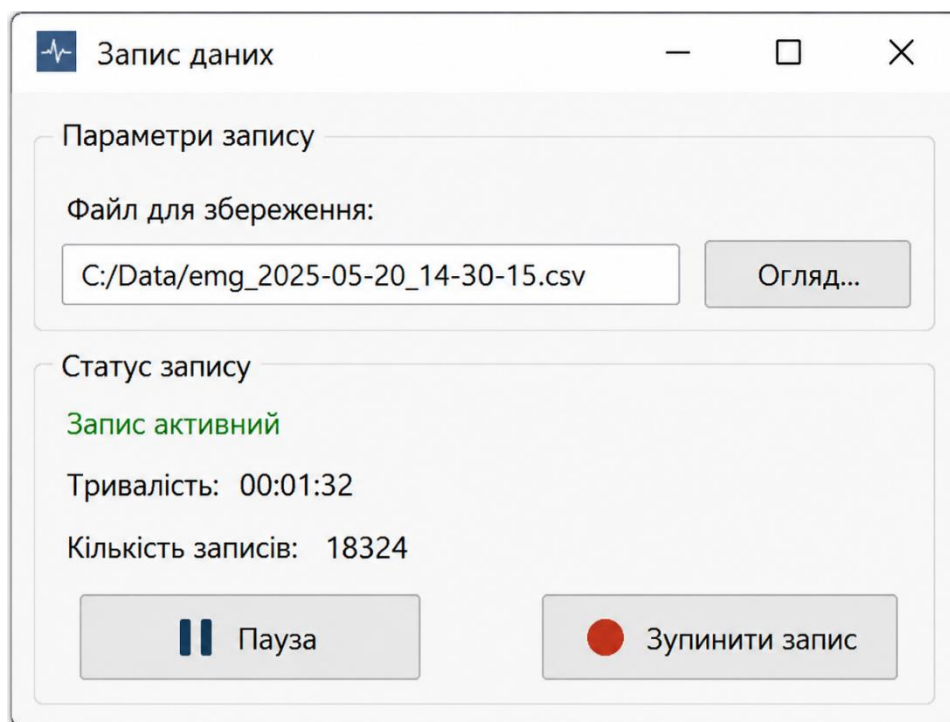 Запис даних
Параметри запису
Файл для збереження:
C:/Data/emg_2025-05-20_14-30-15.csv
Огляд...
Статус запису
Запис активний
Тривалість: 00:01:32
Кількість записів: 18324
Пауза
Зупинити запис